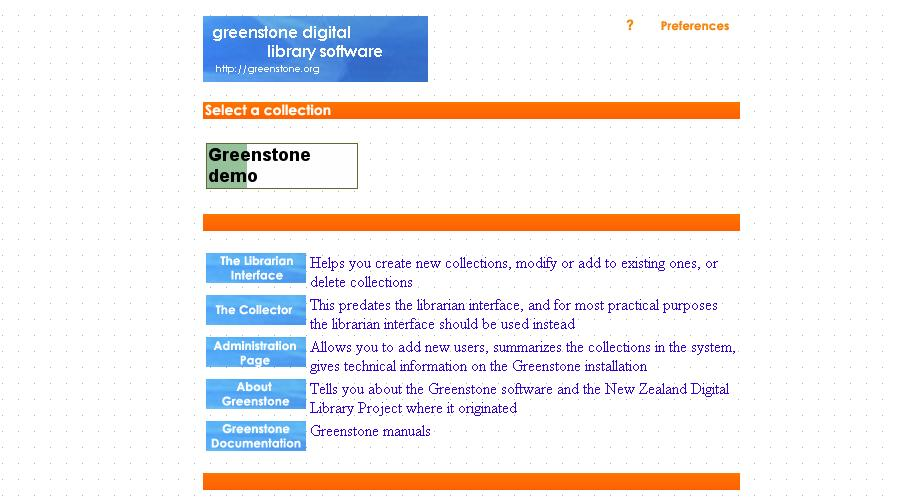 greenstone digital
library software
http://greenstone.org
? Preferences
Select a collection
Greenstone
demo
The Librarian
Interface
Helps you create new collections, modify or add to existing ones, or
delete collections
The Collector
This predates the librarian interface, and for most practical purposes
the librarian interface should be used instead
Administration
Page
Allows you to add new users, summarizes the collections in the system,
gives technical information on the Greenstone installation
About
Greenstone
Tells you about the Greenstone software and the New Zealand Digital
Library Project where it originated
Greenstone
Documentation
Greenstone manuals